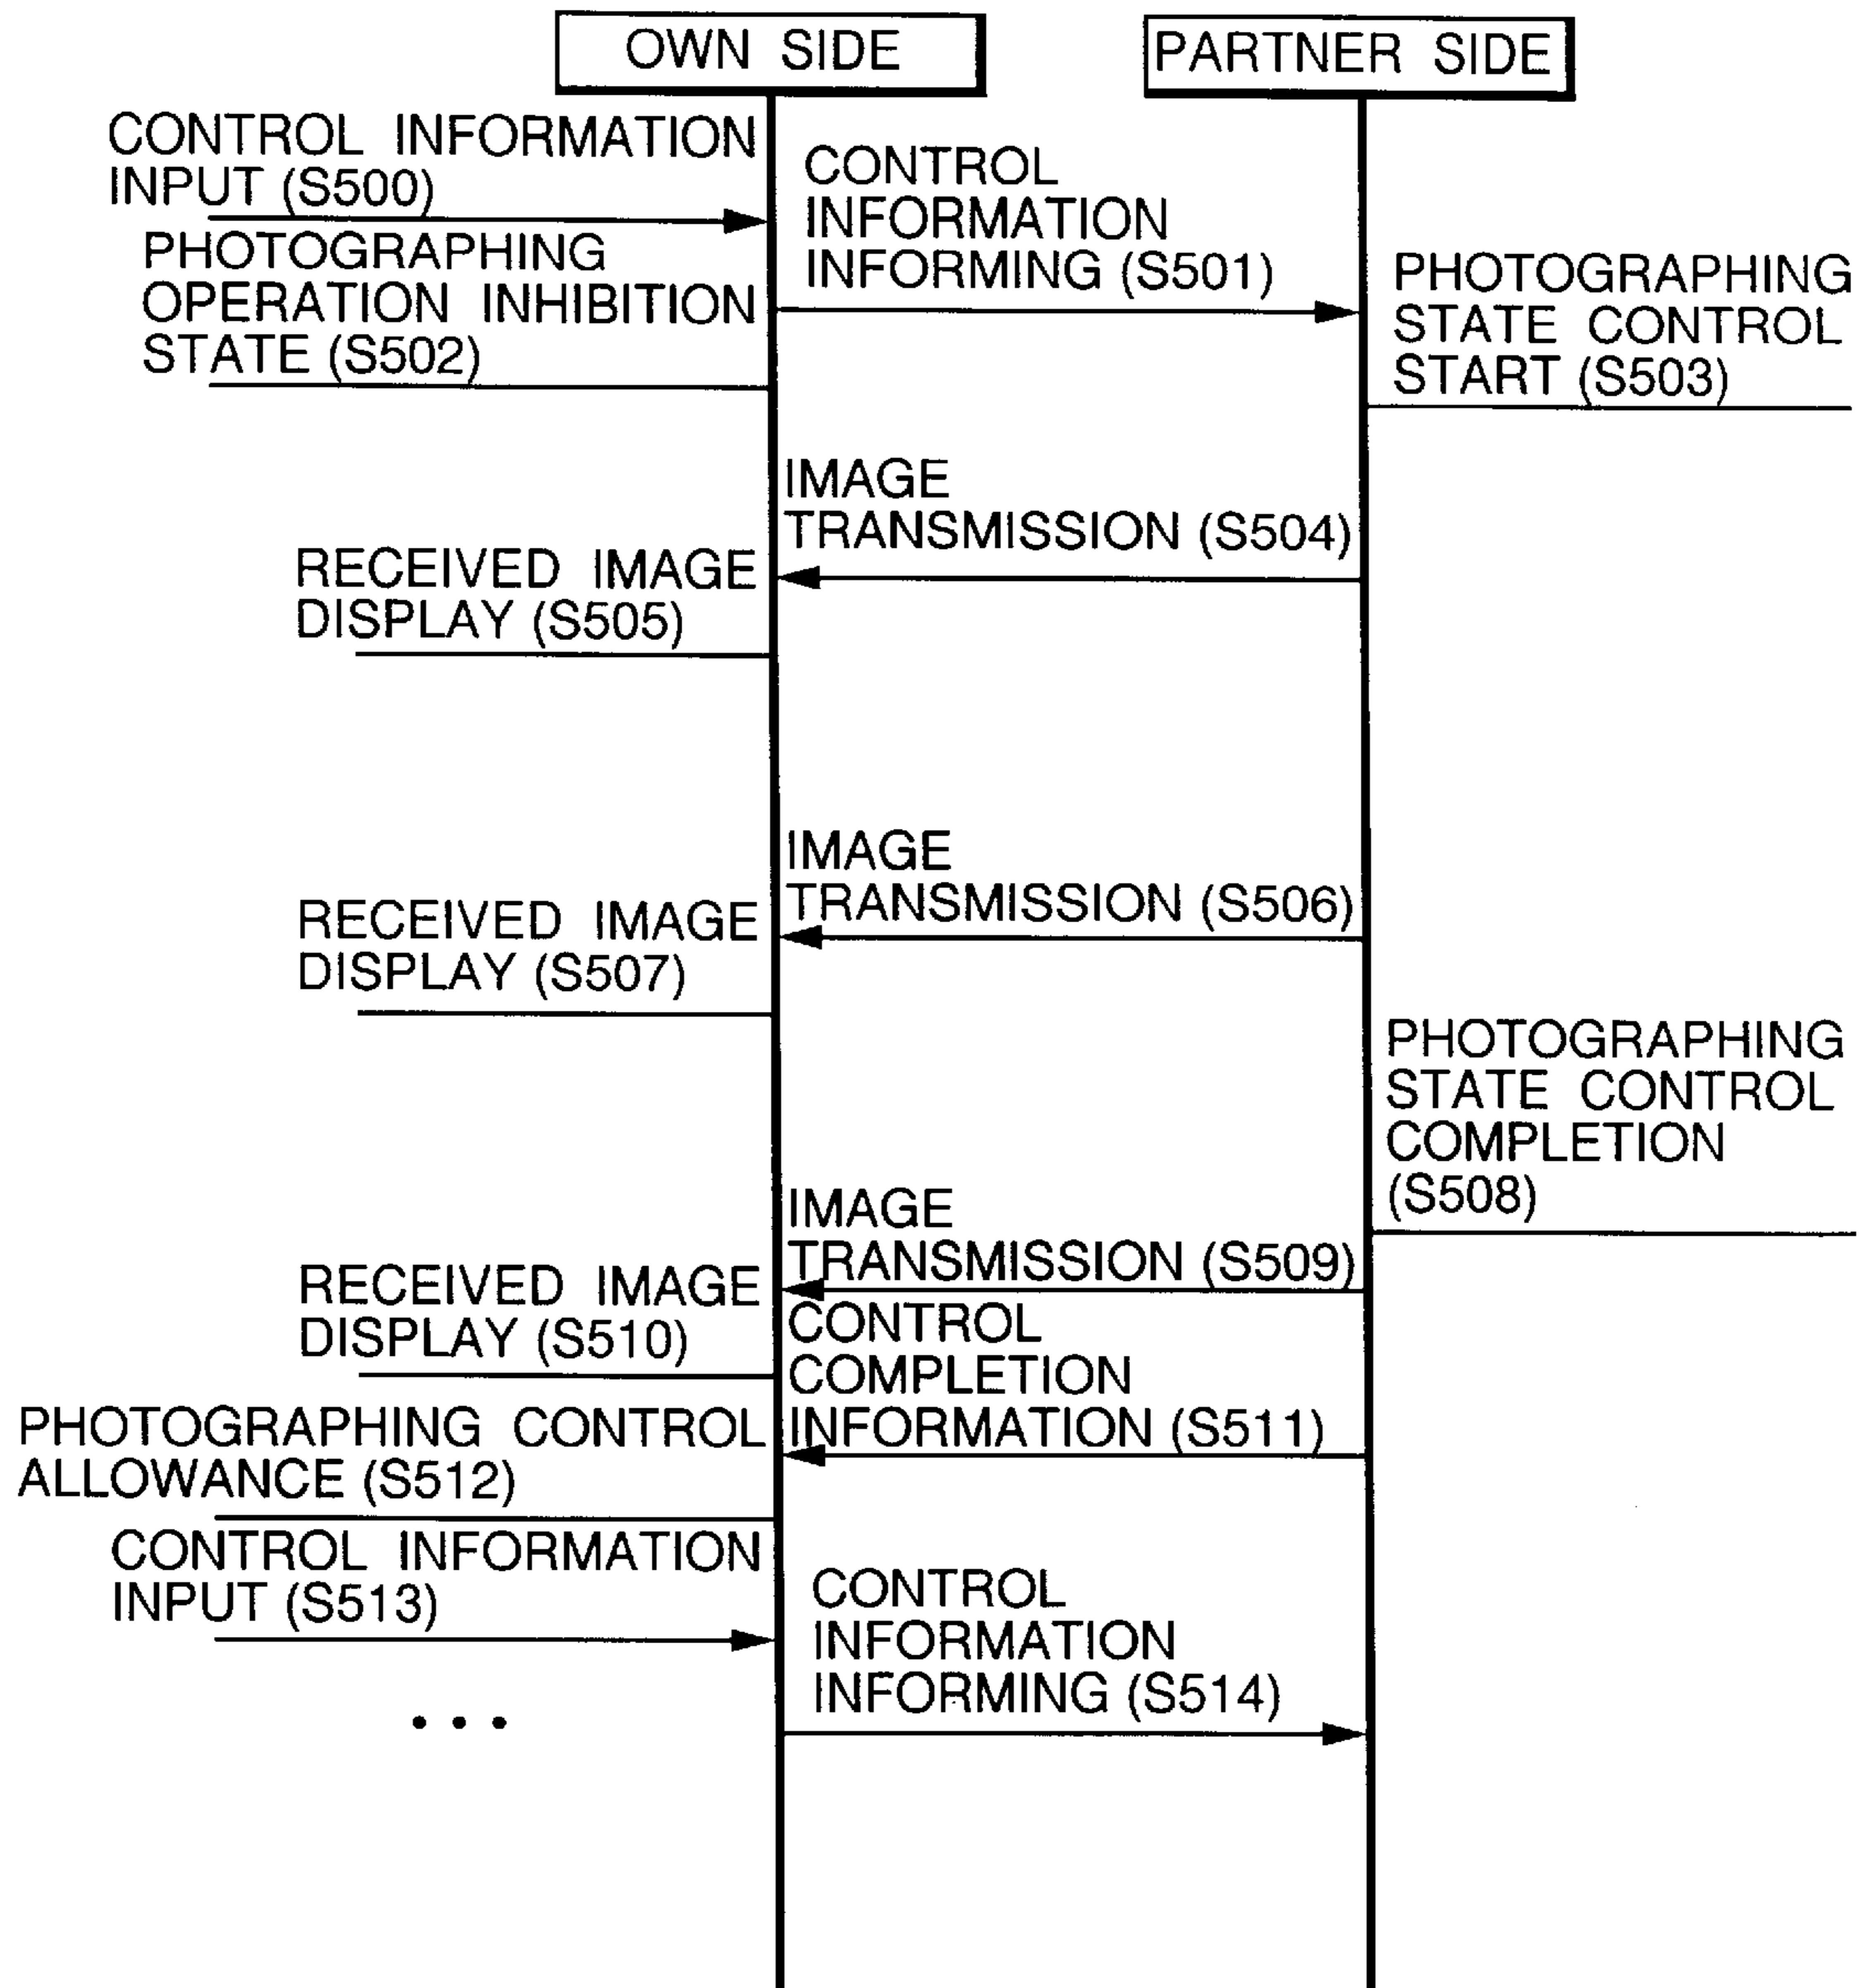 OWN SIDE
PARTNER SIDE
CONTROL INFORMATION
INPUT (S500)
CONTROL
INFORMATION
INFORMING (S501)
PHOTOGRAPHING
OPERATION INHIBITION
STATE (S502)
PHOTOGRAPHING
STATE CONTROL
START (S503)
IMAGE
TRANSMISSION (S504)
RECEIVED IMAGE
DISPLAY (S505)
IMAGE
TRANSMISSION (S506)
RECEIVED IMAGE
DISPLAY (S507)
PHOTOGRAPHING
STATE CONTROL
COMPLETION
(S508)
IMAGE
TRANSMISSION (S509)
RECEIVED IMAGE
DISPLAY (S510)
CONTROL
COMPLETION
INFORMATION (S511)
PHOTOGRAPHING CONTROL
ALLOWANCE (S512)
CONTROL INFORMATION
INPUT (S513)
CONTROL
INFORMATION
INFORMING (S514)
• • •